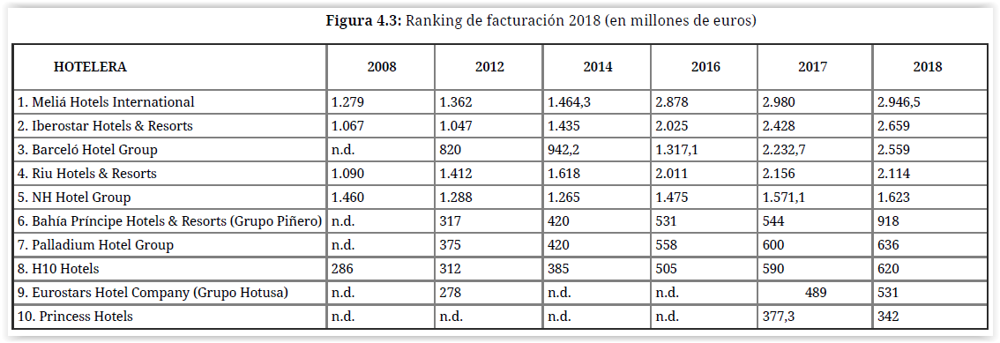 Figura 4.3: Ranking de facturación 2018 (en millones de euros)
HOTELERA 2008 2012 2014 2016 2017 2018
1. Meliá Hotels International 1.279 1.362 1.464,3 2.878 2.980 2.946,5
2. Iberostar Hotels & Resorts 1.067 1.047 1.435 2.025 2.428 2.659
3. Barceló Hotel Group n.d. 820 942,2 1.317,1 2.232,7 2.559
4. Riu Hotels & Resorts 1.090 1.412 1.618 2.011 2.156 2.114
5. NH Hotel Group 1.460 1.288 1.265 1.475 1.571,1 1.623
6. Bahía Príncipe Hotels & Resorts (Grupo Piñero) n.d. 317 420 531 544 918
7. Palladium Hotel Group n.d. 375 420 558 600 636
8. H10 Hotels 286 312 385 505 590 620
9. Eurostars Hotel Company (Grupo Hotusa) n.d. 278 n.d. n.d. 489 531
10. Princess Hotels n.d. n.d. n.d. n.d. 377,3 342